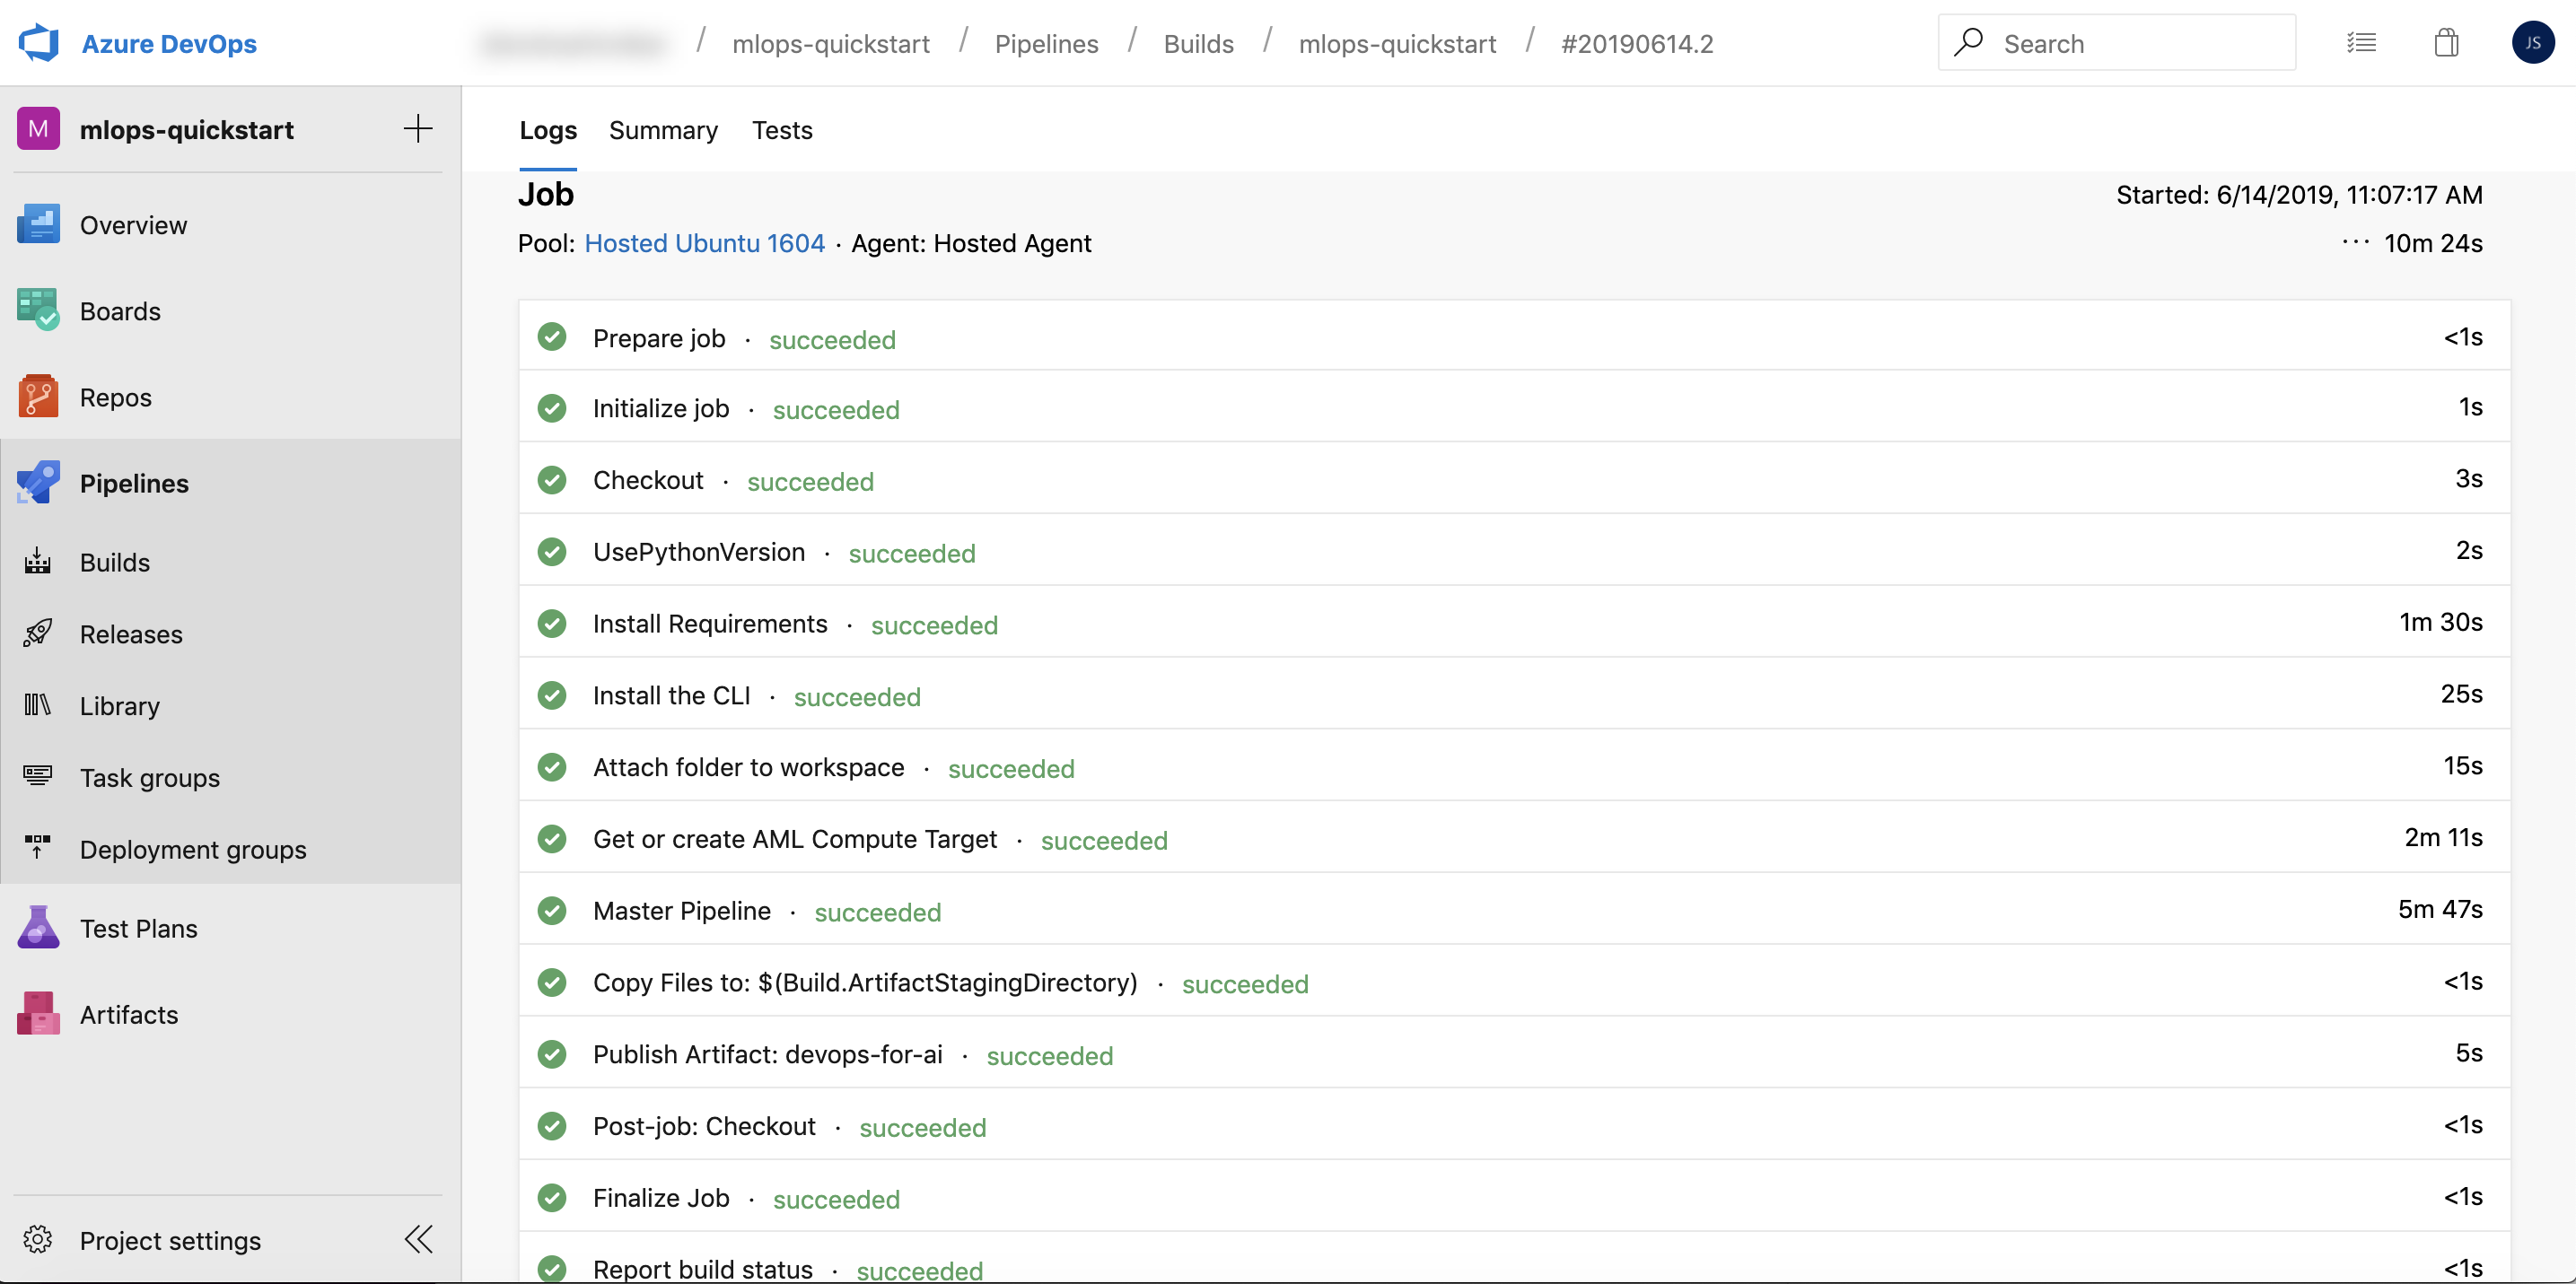 Azure DevOps / mlops-quickstart / Pipelines / Builds / mlops-quickstart / #20190614.2 Search JS
M mlops-quickstart
Overview
Boards
Repos
Pipelines
Builds
Releases
Library
Task groups
Deployment groups
Test Plans
Artifacts
Project settings
Logs Summary Tests
Job Started: 6/14/2019, 11:07:17 AM
Pool: Hosted Ubuntu 1604 · Agent: Hosted Agent ··· 10m 24s
Prepare job · succeeded <1s
Initialize job · succeeded 1s
Checkout · succeeded 3s
UsePythonVersion · succeeded 2s
Install Requirements · succeeded 1m 30s
Install the CLI · succeeded 25s
Attach folder to workspace · succeeded 15s
Get or create AML Compute Target · succeeded 2m 11s
Master Pipeline · succeeded 5m 47s
Copy Files to: $(Build.ArtifactStagingDirectory) · succeeded <1s
Publish Artifact: devops-for-ai · succeeded 5s
Post-job: Checkout · succeeded <1s
Finalize Job · succeeded <1s
Report build status · succeeded <1s